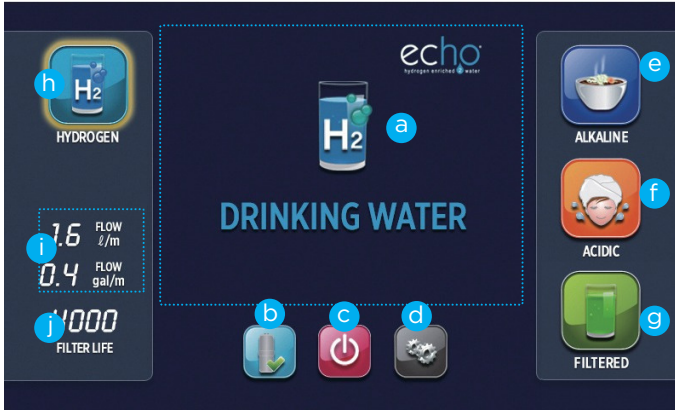 h
H2
HYDROGEN
i
1.6 FLOW ℓ/m
0.4 FLOW gal/m
j
4000
FILTER LIFE
echo
hydrogen enriched water
H2
a
DRINKING WATER
b
c
d
e
ALKALINE
f
ACIDIC
g
FILTERED